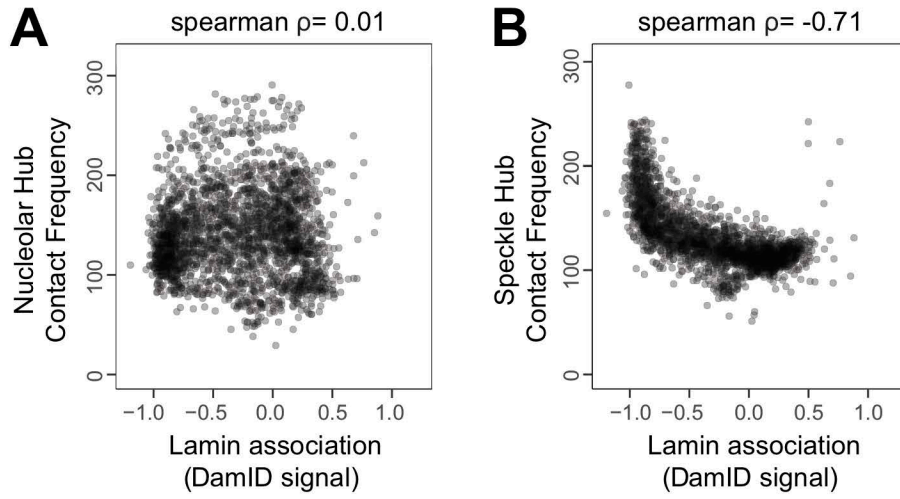 A
spearman ρ= 0.01
Nucleolar Hub
Contact Frequency
300
200
100
0
−1.0 −0.5 0.0 0.5 1.0
Lamin association
(DamID signal)
B
spearman ρ= -0.71
Speckle Hub
Contact Frequency
300
200
100
0
−1.0 −0.5 0.0 0.5 1.0
Lamin association
(DamID signal)